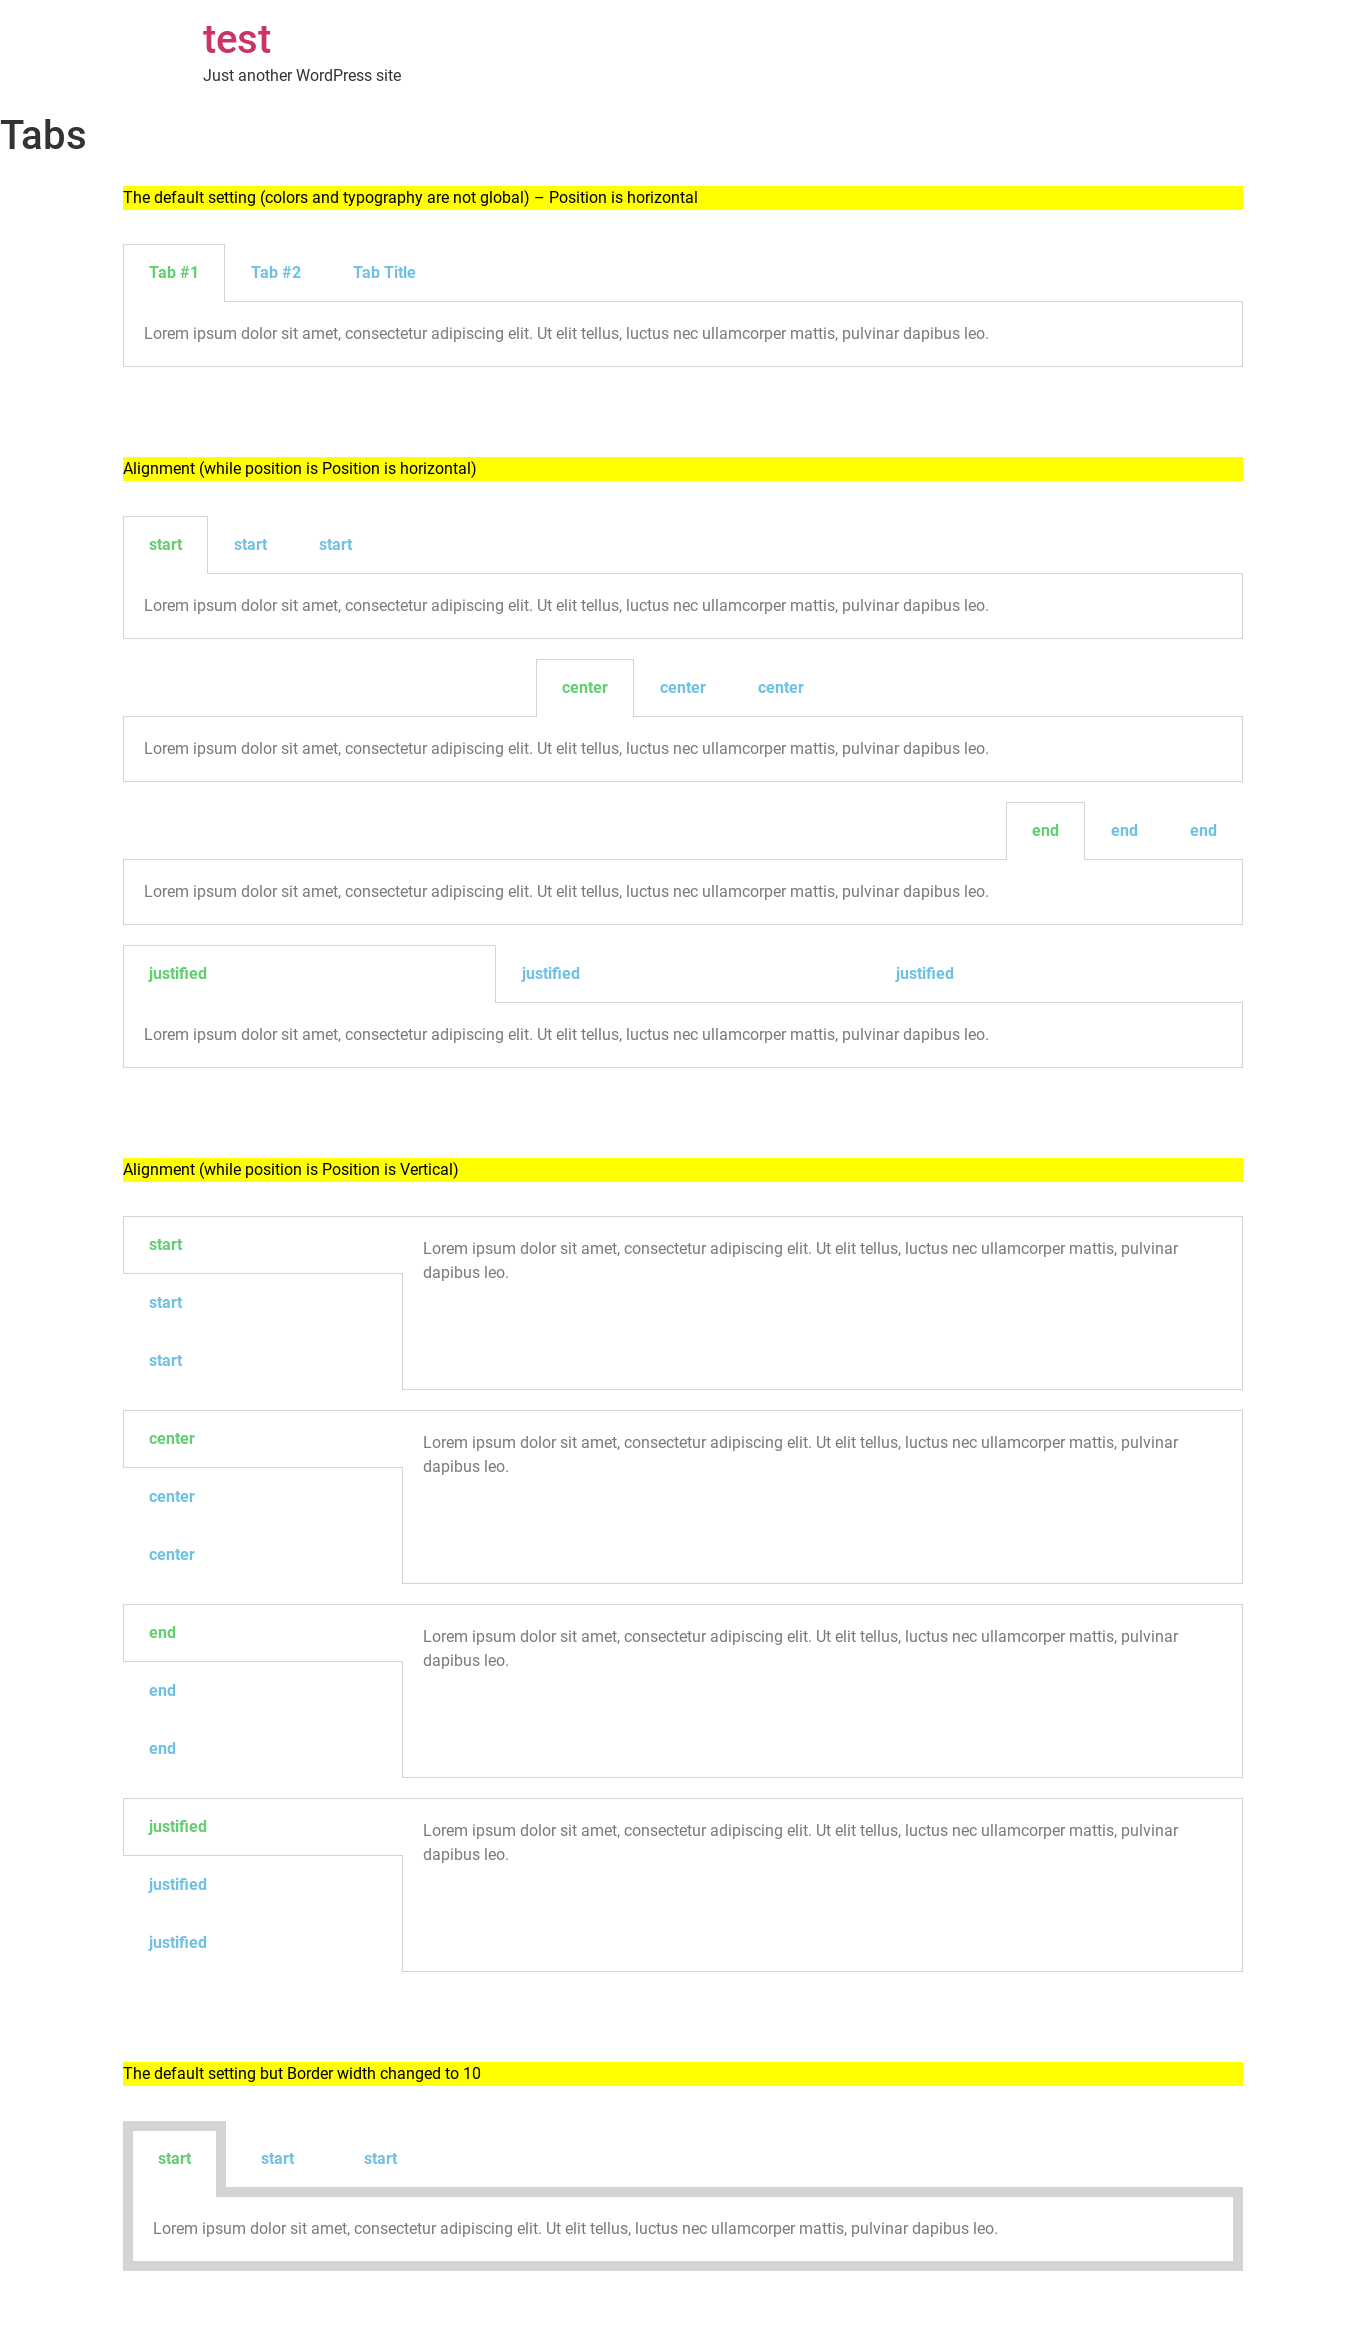 test
Just another WordPress site
Tabs
The default setting (colors and typography are not global) – Position is horizontal
Tab #1 Tab #2 Tab Title
Lorem ipsum dolor sit amet, consectetur adipiscing elit. Ut elit tellus, luctus nec ullamcorper mattis, pulvinar dapibus leo.
Alignment (while position is Position is horizontal)
start start start
Lorem ipsum dolor sit amet, consectetur adipiscing elit. Ut elit tellus, luctus nec ullamcorper mattis, pulvinar dapibus leo.
center center center
Lorem ipsum dolor sit amet, consectetur adipiscing elit. Ut elit tellus, luctus nec ullamcorper mattis, pulvinar dapibus leo.
end end end
Lorem ipsum dolor sit amet, consectetur adipiscing elit. Ut elit tellus, luctus nec ullamcorper mattis, pulvinar dapibus leo.
justified justified justified
Lorem ipsum dolor sit amet, consectetur adipiscing elit. Ut elit tellus, luctus nec ullamcorper mattis, pulvinar dapibus leo.
Alignment (while position is Position is Vertical)
start
start
start
Lorem ipsum dolor sit amet, consectetur adipiscing elit. Ut elit tellus, luctus nec ullamcorper mattis, pulvinar
dapibus leo.
center
center
center
Lorem ipsum dolor sit amet, consectetur adipiscing elit. Ut elit tellus, luctus nec ullamcorper mattis, pulvinar
dapibus leo.
end
end
end
Lorem ipsum dolor sit amet, consectetur adipiscing elit. Ut elit tellus, luctus nec ullamcorper mattis, pulvinar
dapibus leo.
justified
justified
justified
Lorem ipsum dolor sit amet, consectetur adipiscing elit. Ut elit tellus, luctus nec ullamcorper mattis, pulvinar
dapibus leo.
The default setting but Border width changed to 10
start start start
Lorem ipsum dolor sit amet, consectetur adipiscing elit. Ut elit tellus, luctus nec ullamcorper mattis, pulvinar dapibus leo.